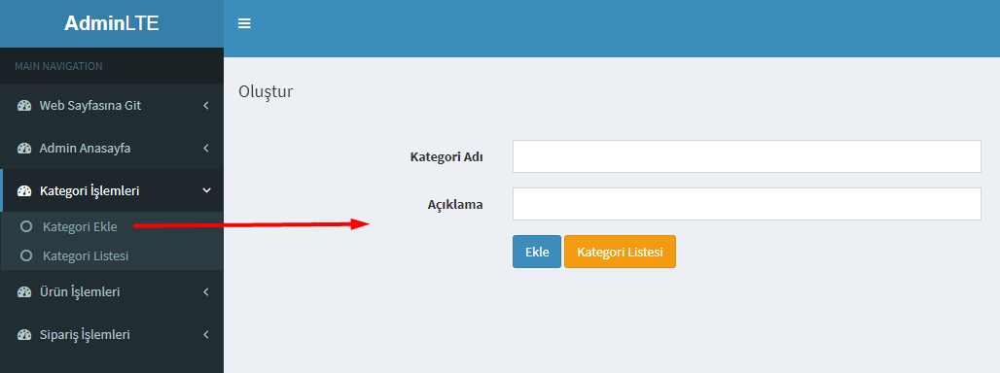 AdminLTE
MAIN NAVIGATION
Web Sayfasına Git
Admin Anasayfa
Kategori İşlemleri
Kategori Ekle
Kategori Listesi
Ürün İşlemleri
Sipariş İşlemleri
Oluştur
Kategori Adı
Açıklama
Ekle Kategori Listesi